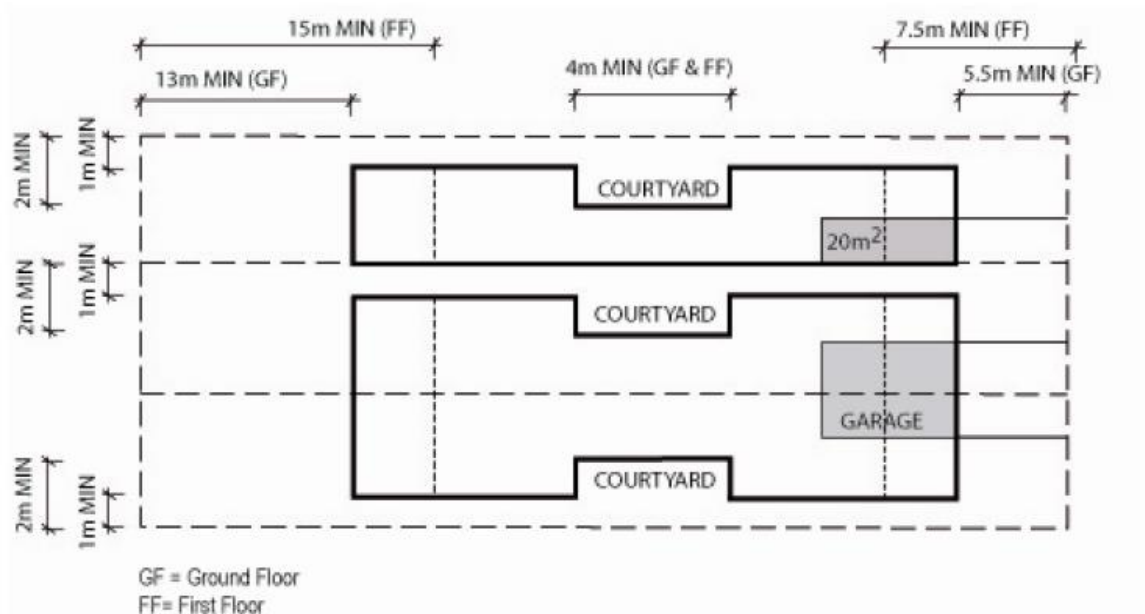 15m MIN (FF)
7.5m MIN (FF)
4m MIN (GF & FF)
13m MIN (GF)
5.5m MIN (GF)
2m MIN
1m MIN
COURTYARD
20m²
2m MIN
1m MIN
COURTYARD
GARAGE
2m MIN
1m MIN
COURTYARD
GF = Ground Floor
FF= First Floor